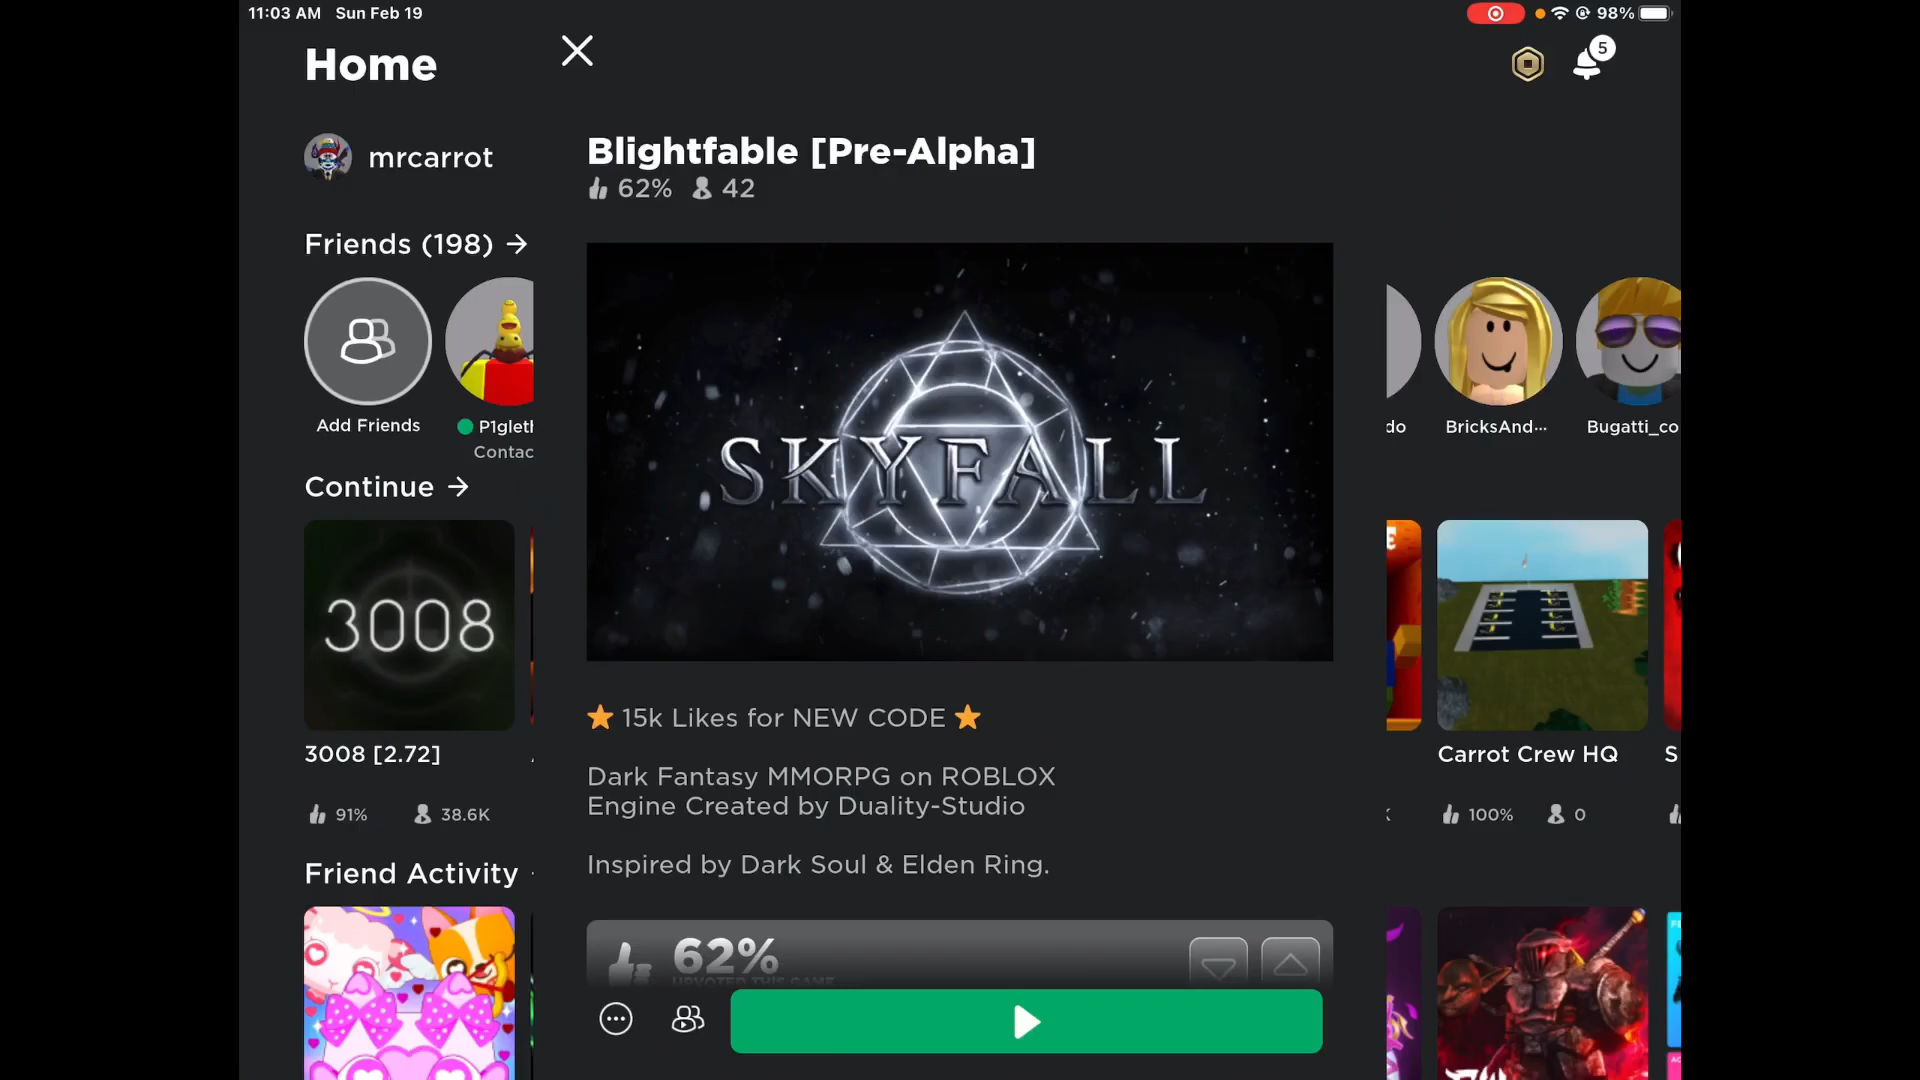 11:03 AM Sun Feb 19
98%
Home
5
mrcarrot
Blightfable [Pre-Alpha]
62% 42
Friends (198)
SKYFALL
Add Friends
Contac
BricksAnd...
Bugatti_co
Continue
3008
3008 [2.72]
91% 38.6K
15k Likes for NEW CODE
Dark Fantasy MMORPG on ROBLOX
Engine Created by Duality-Studio
Inspired by Dark Soul & Elden Ring.
Carrot Crew HQ
S
100% 0
Friend Activity
62%
UPVOTED THIS GAME